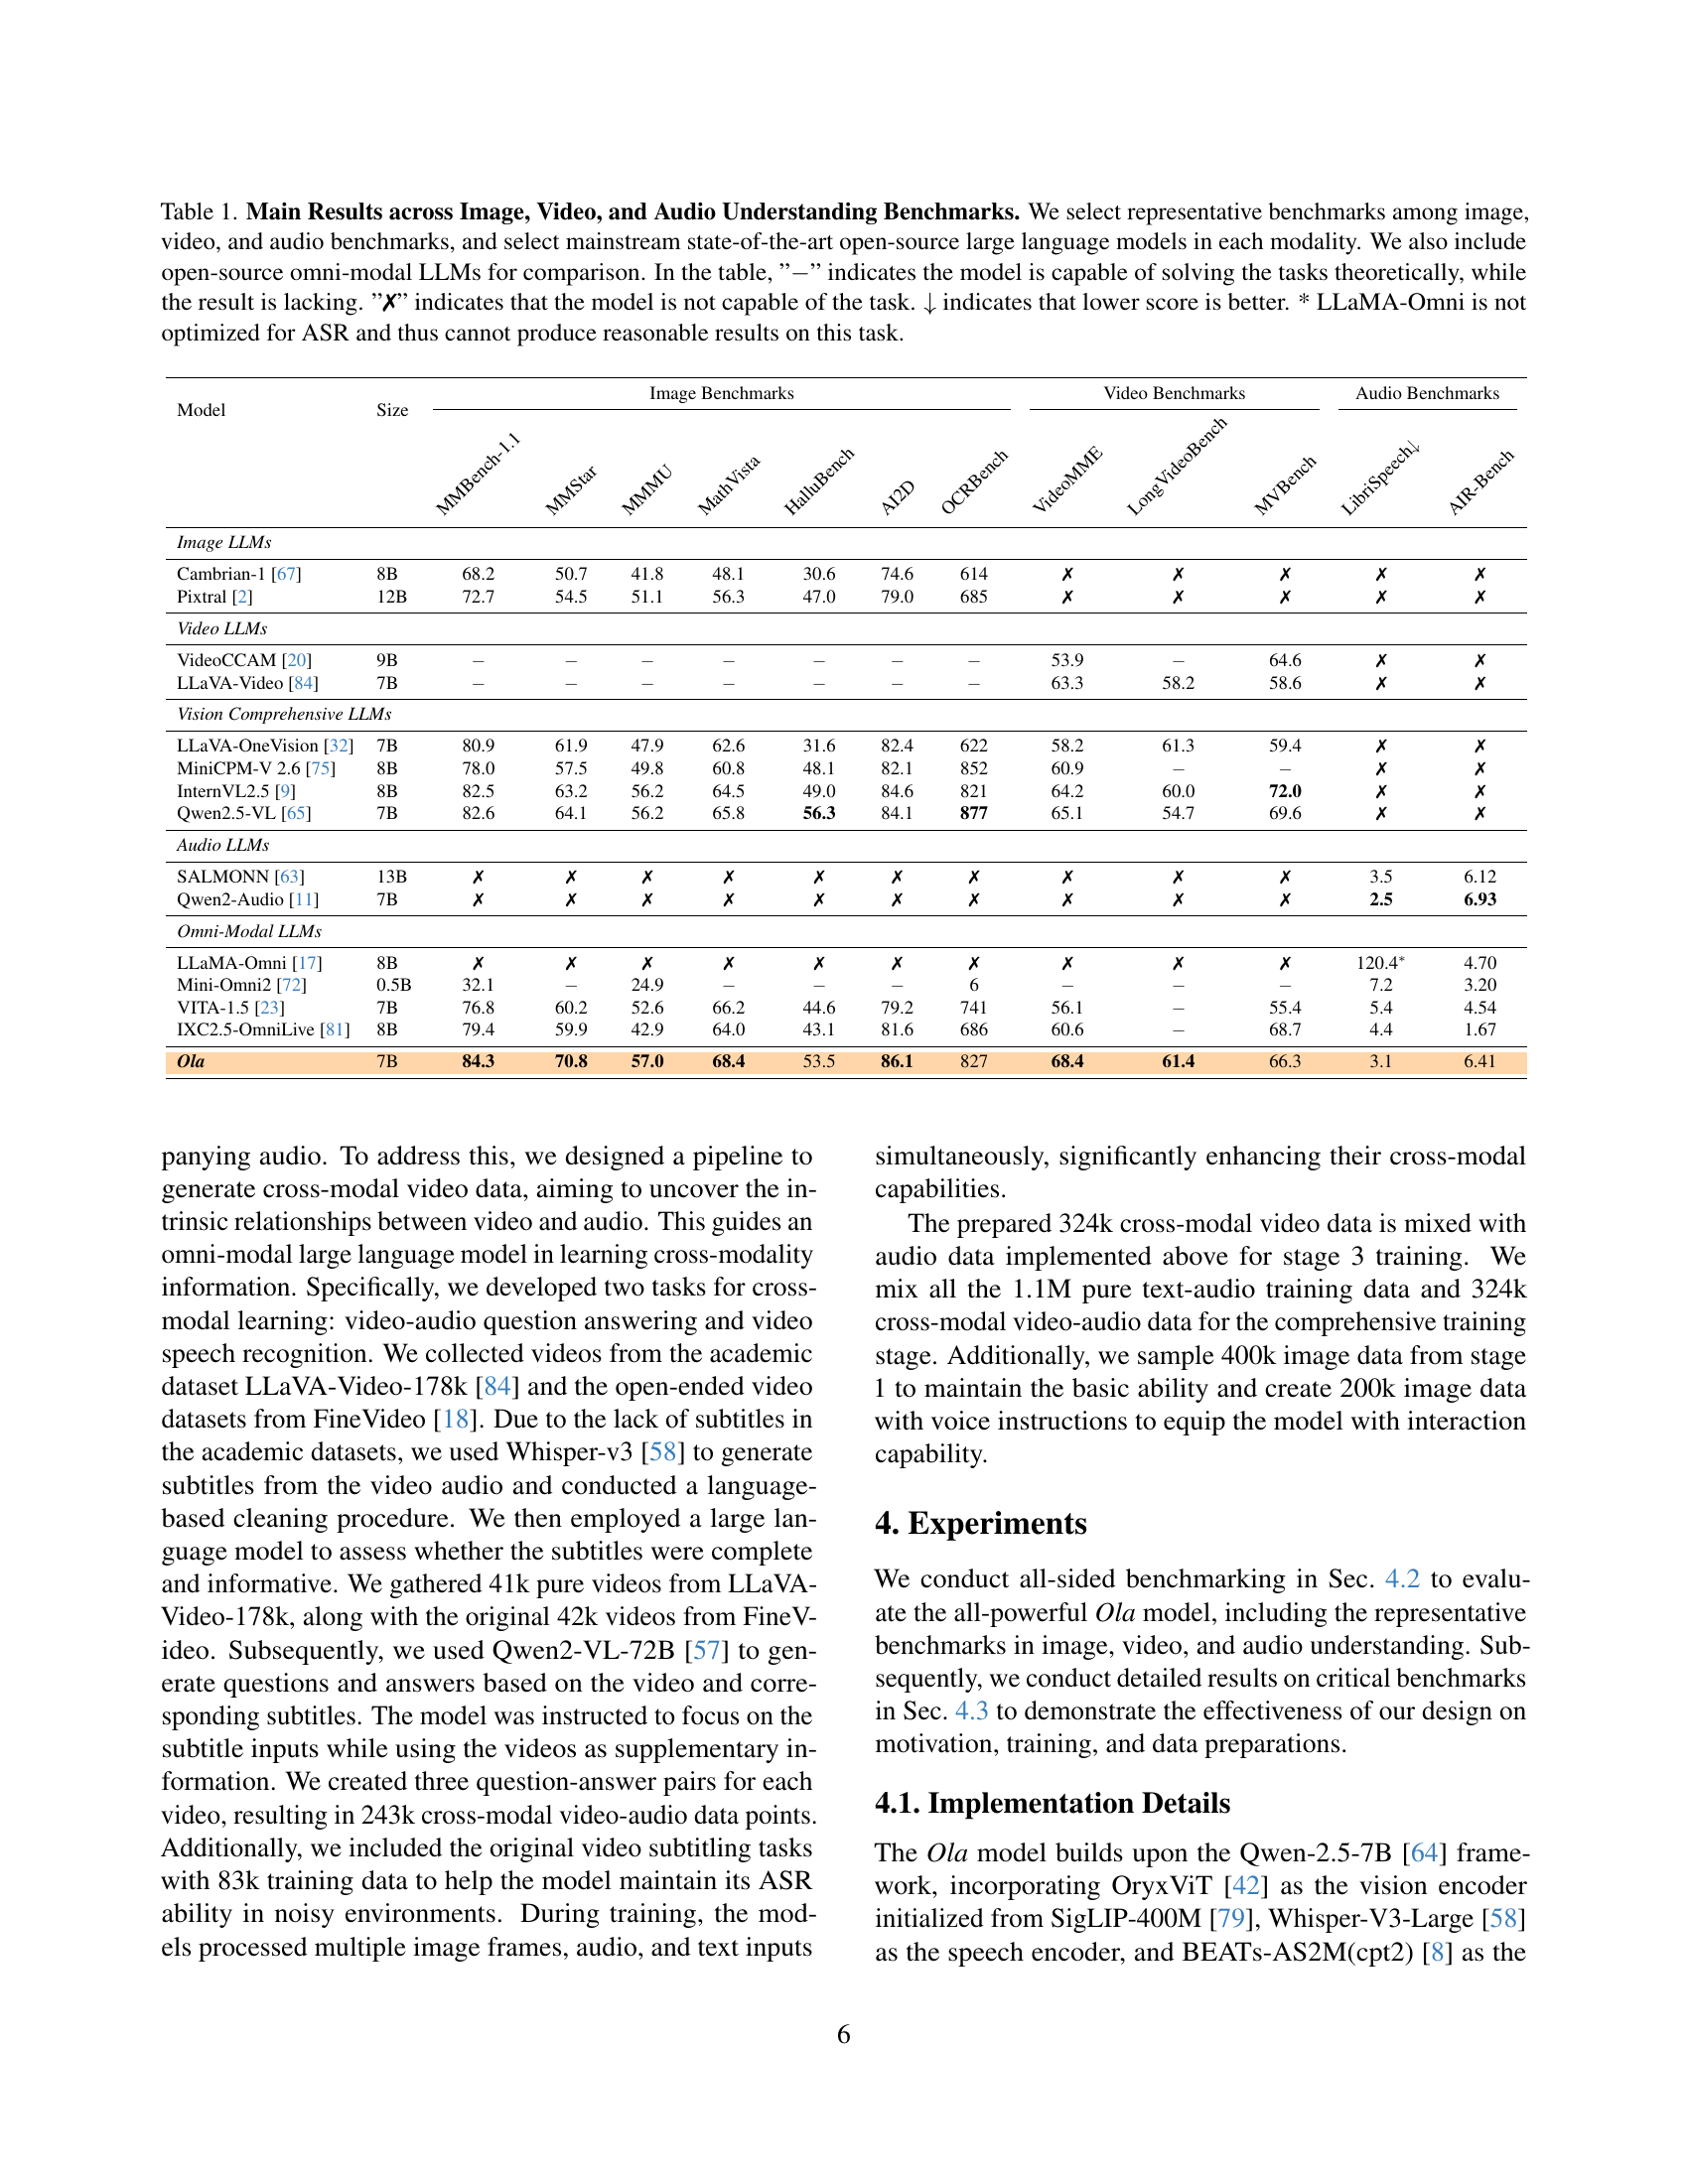 Table 1. Main Results across Image, Video, and Audio Understanding Benchmarks. We select representative benchmarks among image,
video, and audio benchmarks, and select mainstream state-of-the-art open-source large language models in each modality. We also include
open-source omni-modal LLMs for comparison. In the table, ”−” indicates the model is capable of solving the tasks theoretically, while
the result is lacking. ”✗” indicates that the model is not capable of the task. ↓ indicates that lower score is better. * LLaMA-Omni is not
optimized for ASR and thus cannot produce reasonable results on this task.
Model Size Image Benchmarks Video Benchmarks Audio Benchmarks
MMBench-1.1 MMStar MMMU MathVista HalluBench AI2D OCRBench VideoMME LongVideoBench MVBench LibriSpeech↓ AIR-Bench
Image LLMs
Cambrian-1 [67] 8B 68.2 50.7 41.8 48.1 30.6 74.6 614 ✗ ✗ ✗ ✗ ✗
Pixtral [2] 12B 72.7 54.5 51.1 56.3 47.0 79.0 685 ✗ ✗ ✗ ✗ ✗
Video LLMs
VideoCCAM [20] 9B − − − − − − − 53.9 − 64.6 ✗ ✗
LLaVA-Video [84] 7B − − − − − − − 63.3 58.2 58.6 ✗ ✗
Vision Comprehensive LLMs
LLaVA-OneVision [32] 7B 80.9 61.9 47.9 62.6 31.6 82.4 622 58.2 61.3 59.4 ✗ ✗
MiniCPM-V 2.6 [75] 8B 78.0 57.5 49.8 60.8 48.1 82.1 852 60.9 − − ✗ ✗
InternVL2.5 [9] 8B 82.5 63.2 56.2 64.5 49.0 84.6 821 64.2 60.0 72.0 ✗ ✗
Qwen2.5-VL [65] 7B 82.6 64.1 56.2 65.8 56.3 84.1 877 65.1 54.7 69.6 ✗ ✗
Audio LLMs
SALMONN [63] 13B ✗ ✗ ✗ ✗ ✗ ✗ ✗ ✗ ✗ ✗ 3.5 6.12
Qwen2-Audio [11] 7B ✗ ✗ ✗ ✗ ✗ ✗ ✗ ✗ ✗ ✗ 2.5 6.93
Omni-Modal LLMs
LLaMA-Omni [17] 8B ✗ ✗ ✗ ✗ ✗ ✗ ✗ ✗ ✗ ✗ 120.4* 4.70
Mini-Omni2 [72] 0.5B 32.1 − 24.9 − − − 6 − − − 7.2 3.20
VITA-1.5 [23] 7B 76.8 60.2 52.6 66.2 44.6 79.2 741 56.1 − 55.4 5.4 4.54
IXC2.5-OmniLive [81] 8B 79.4 59.9 42.9 64.0 43.1 81.6 686 60.6 − 68.7 4.4 1.67
Ola 7B 84.3 70.8 57.0 68.4 53.5 86.1 827 68.4 61.4 66.3 3.1 6.41
panying audio. To address this, we designed a pipeline to
generate cross-modal video data, aiming to uncover the in-
trinsic relationships between video and audio. This guides an
omni-modal large language model in learning cross-modality
information. Specifically, we developed two tasks for cross-
modal learning: video-audio question answering and video
speech recognition. We collected videos from the academic
dataset LLaVA-Video-178k [84] and the open-ended video
datasets from FineVideo [18]. Due to the lack of subtitles in
the academic datasets, we used Whisper-v3 [58] to generate
subtitles from the video audio and conducted a language-
based cleaning procedure. We then employed a large lan-
guage model to assess whether the subtitles were complete
and informative. We gathered 41k pure videos from LLaVA-
Video-178k, along with the original 42k videos from FineV-
ideo. Subsequently, we used Qwen2-VL-72B [57] to gen-
erate questions and answers based on the video and corre-
sponding subtitles. The model was instructed to focus on the
subtitle inputs while using the videos as supplementary in-
formation. We created three question-answer pairs for each
video, resulting in 243k cross-modal video-audio data points.
Additionally, we included the original video subtitling tasks
with 83k training data to help the model maintain its ASR
ability in noisy environments. During training, the mod-
els processed multiple image frames, audio, and text inputs
simultaneously, significantly enhancing their cross-modal
capabilities.
The prepared 324k cross-modal video data is mixed with
audio data implemented above for stage 3 training. We
mix all the 1.1M pure text-audio training data and 324k
cross-modal video-audio data for the comprehensive training
stage. Additionally, we sample 400k image data from stage
1 to maintain the basic ability and create 200k image data
with voice instructions to equip the model with interaction
capability.
4. Experiments
We conduct all-sided benchmarking in Sec. 4.2 to evalu-
ate the all-powerful Ola model, including the representative
benchmarks in image, video, and audio understanding. Sub-
sequently, we conduct detailed results on critical benchmarks
in Sec. 4.3 to demonstrate the effectiveness of our design on
motivation, training, and data preparations.
4.1. Implementation Details
The Ola model builds upon the Qwen-2.5-7B [64] frame-
work, incorporating OryxViT [42] as the vision encoder
initialized from SigLIP-400M [79], Whisper-V3-Large [58]
as the speech encoder, and BEATs-AS2M(cpt2) [8] as the
6